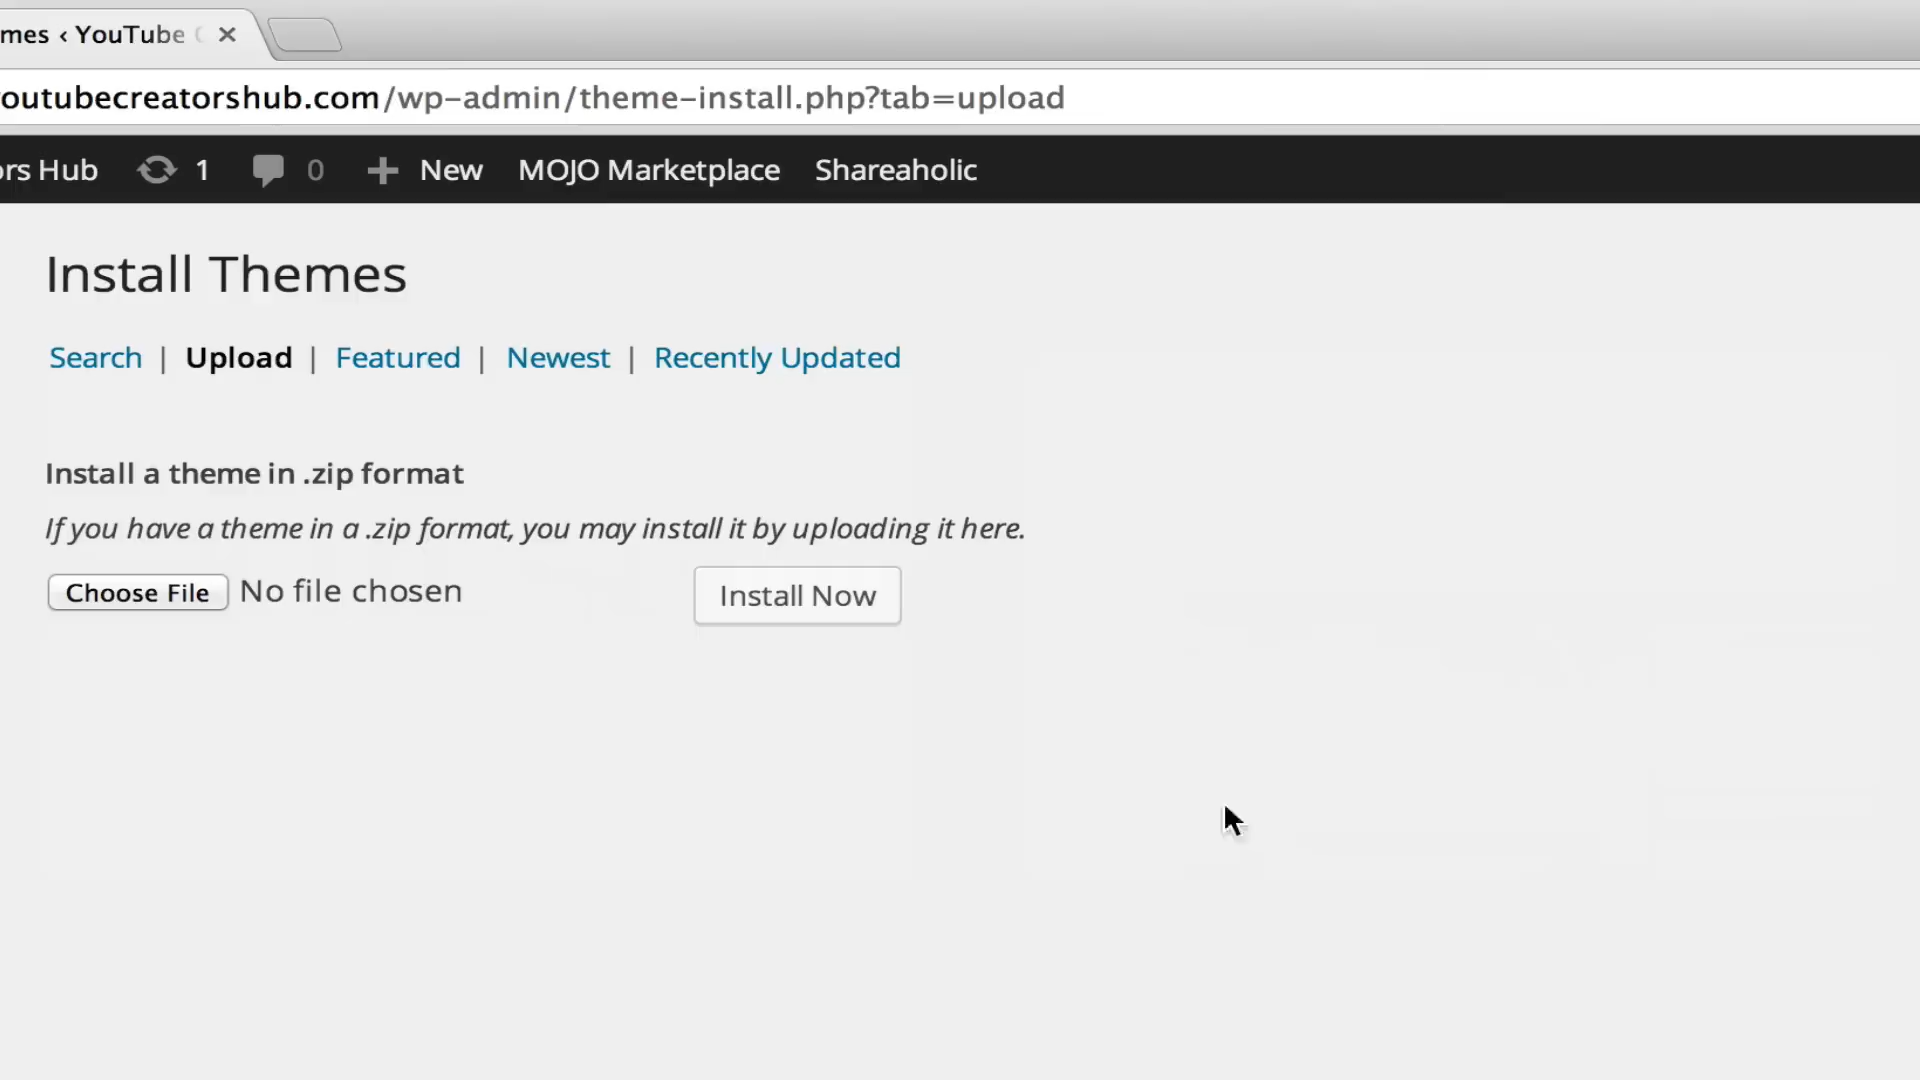 mes ‹ YouTube
youtubecreatorshub.com/wp-admin/theme-install.php?tab=upload
ors Hub 1 0 New MOJO Marketplace Shareaholic
Install Themes
Search | Upload | Featured | Newest | Recently Updated
Install a theme in .zip format
If you have a theme in a .zip format, you may install it by uploading it here.
Choose File No file chosen Install Now